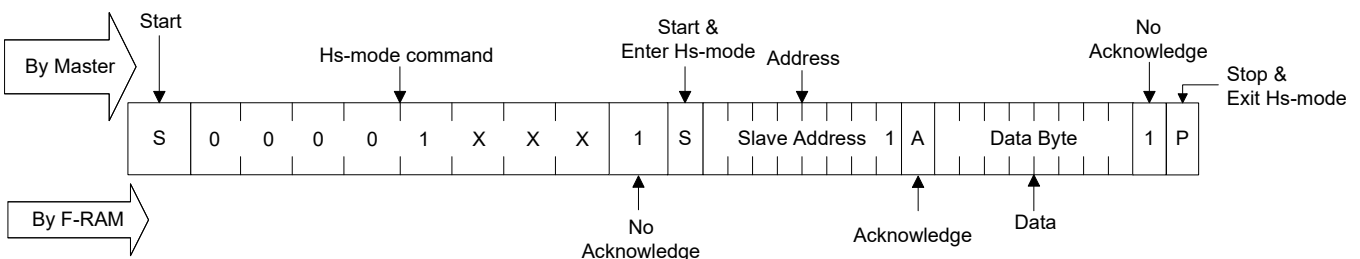 Start
Start &
Enter Hs-mode
No
Acknowledge
By Master
Hs-mode command
Address
Stop &
Exit Hs-mode
S 0 0 0 0 1 X X X 1 S Slave Address 1 A Data Byte 1 P
By F-RAM
No
Acknowledge
Acknowledge
Data